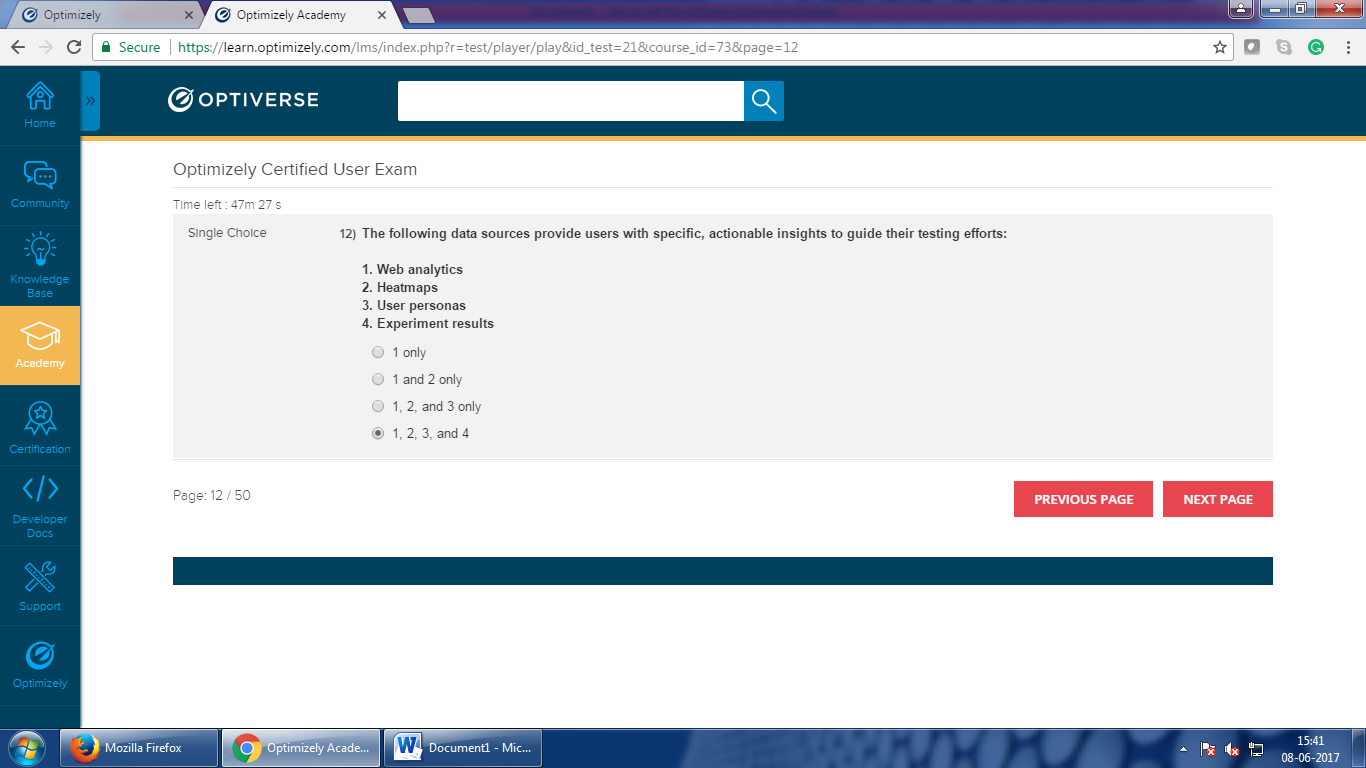 Optimizely
Optimizely Academy
Secure
https://learn.optimizely.com/lms/index.php?r=test/player/play&id_test=21&course_id=73&page=12
Home
Community
Knowledge
Base
Academy
Certification
Developer
Docs
Support
Optimizely
»
OPTIVERSE
Optimizely Certified User Exam
Time left : 47m 27 s
Single Choice
12) The following data sources provide users with specific, actionable insights to guide their testing efforts:
1. Web analytics
2. Heatmaps
3. User personas
4. Experiment results
1 only
1 and 2 only
1, 2, and 3 only
1, 2, 3, and 4
Page: 12 / 50
PREVIOUS PAGE
NEXT PAGE
Mozilla Firefox
Optimizely Acade...
Document1 - Mic...
15:41
08-06-2017